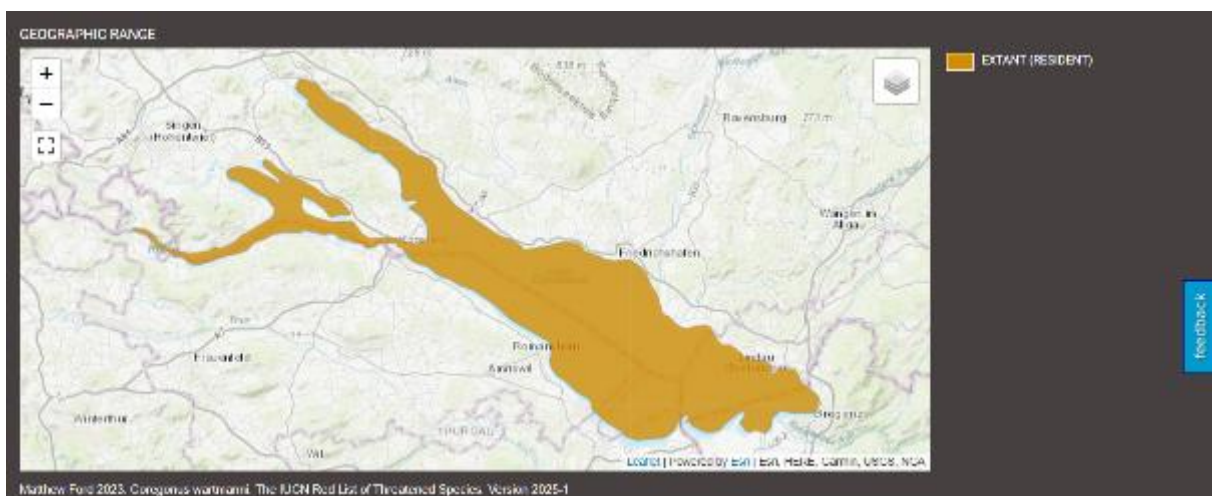 GEOGRAPHIC RANGE
EXTANT (RESIDENT)
+
−
Singen
(Hohentwiel)
Ravensburg
Wangen im
Allgäu
Friedrichshafen
Romanshorn
Lindau
Amriswil
Frauenfeld
Bregenz
Winterthur
THURGAU
Wil
feedback
Leaflet | Powered by Esri | Esri, HERE, Garmin, USGS, NGA
Matthew Ford 2023. Coregonus wartmanni. The IUCN Red List of Threatened Species. Version 2025-1